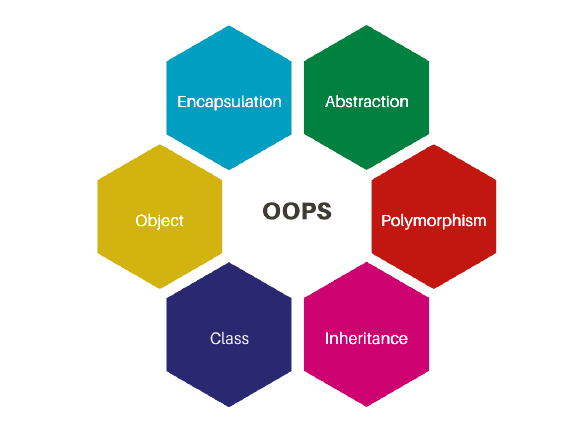 Encapsulation
Abstraction
Object
OOPS
Polymorphism
Class
Inheritance